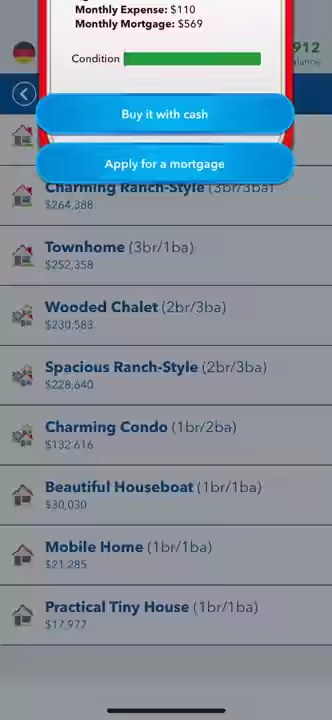 Monthly Expense: $110
Monthly Mortgage: $569
Condition
912
Buy it with cash
Apply for a mortgage
Charming Ranch-Style (3br/3ba)
$264,388
Townhome (3br/1ba)
$252,358
Wooded Chalet (2br/3ba)
$230,583
Spacious Ranch-Style (2br/3ba)
$228,640
Charming Condo (1br/2ba)
$132,616
Beautiful Houseboat (1br/1ba)
$30,030
Mobile Home (1br/1ba)
$21,285
Practical Tiny House (1br/1ba)
$17,977